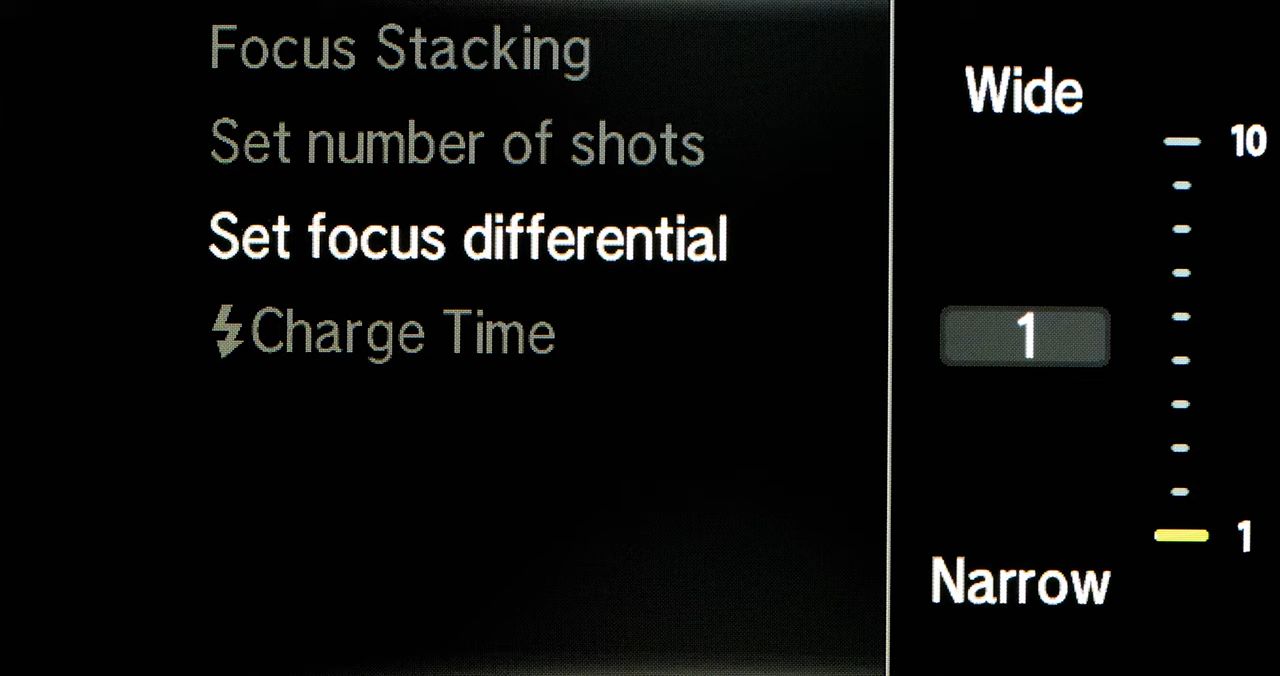 Focus Stacking
Set number of shots
Set focus differential
Charge Time
Wide
10
1
1
Narrow